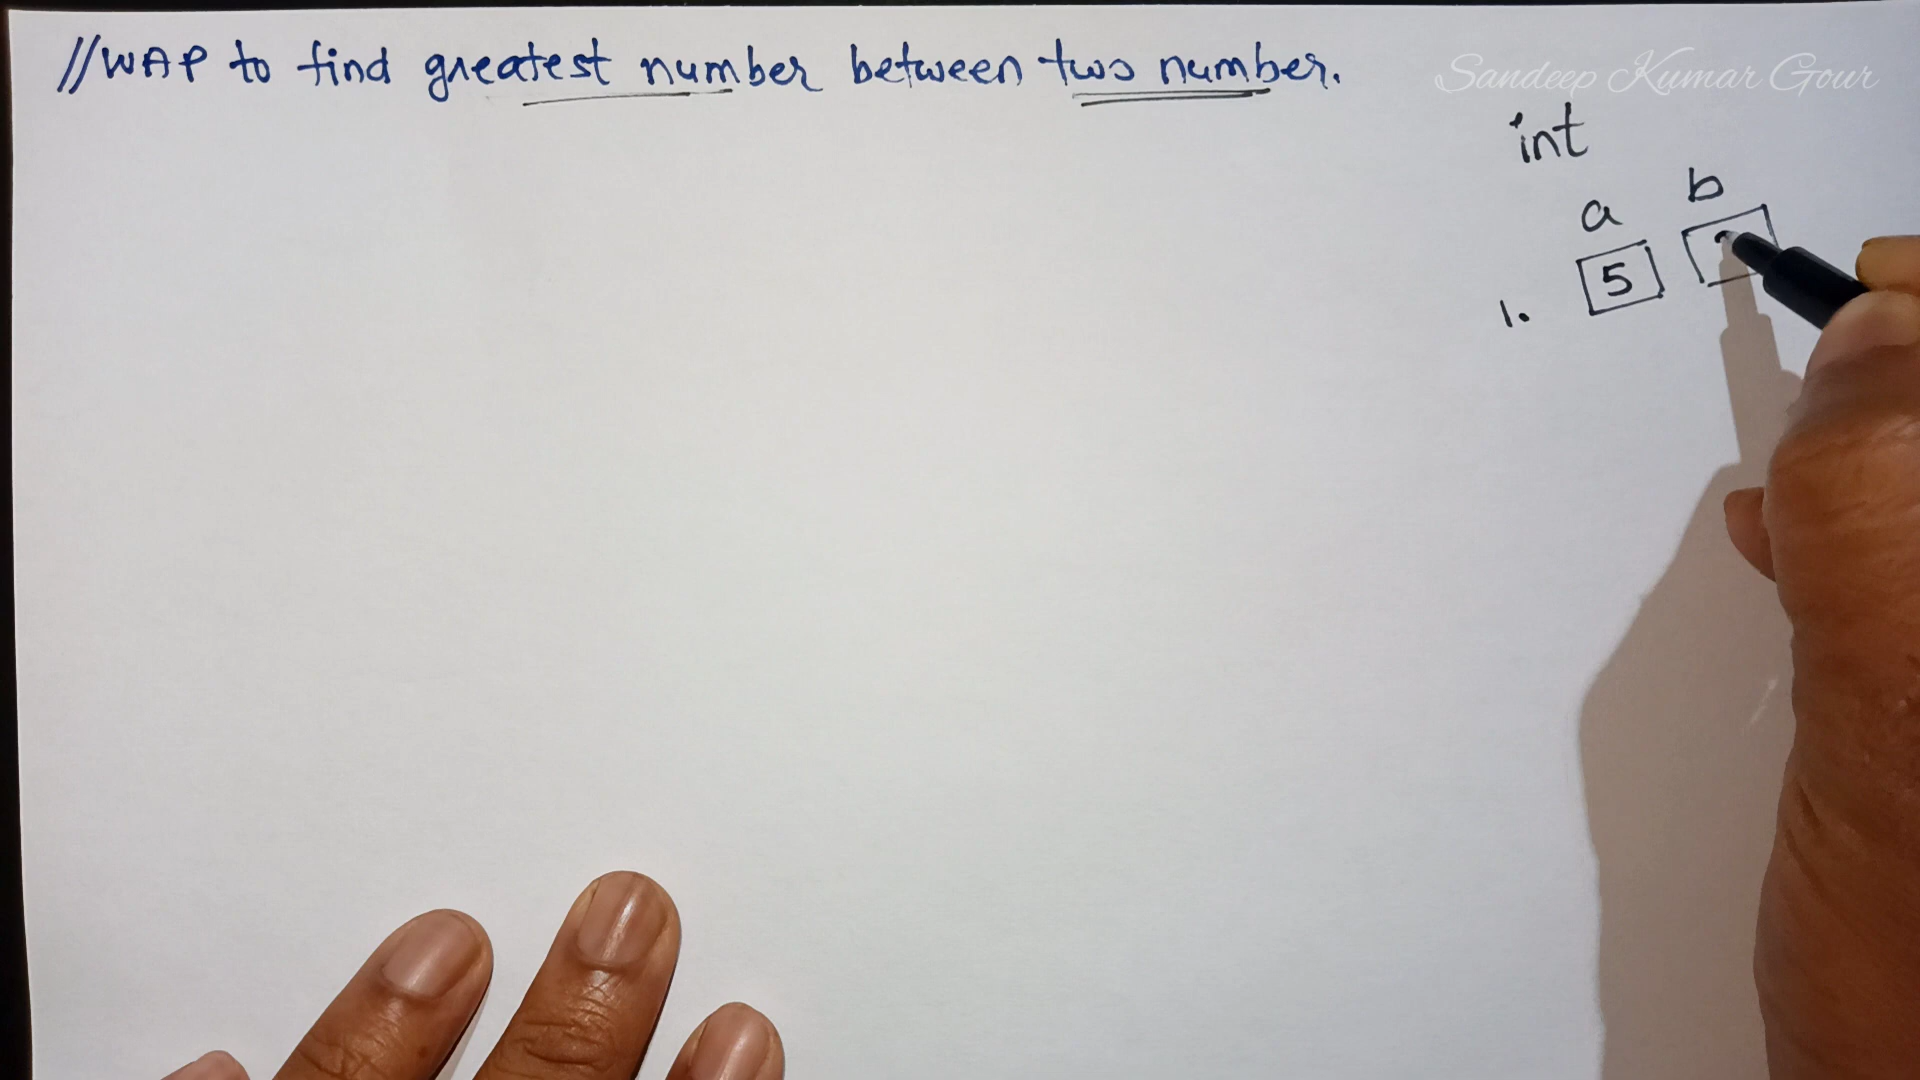 //WAP to find greatest number between two number.
Sandeep Kumar Gour
int
a b
1. 5